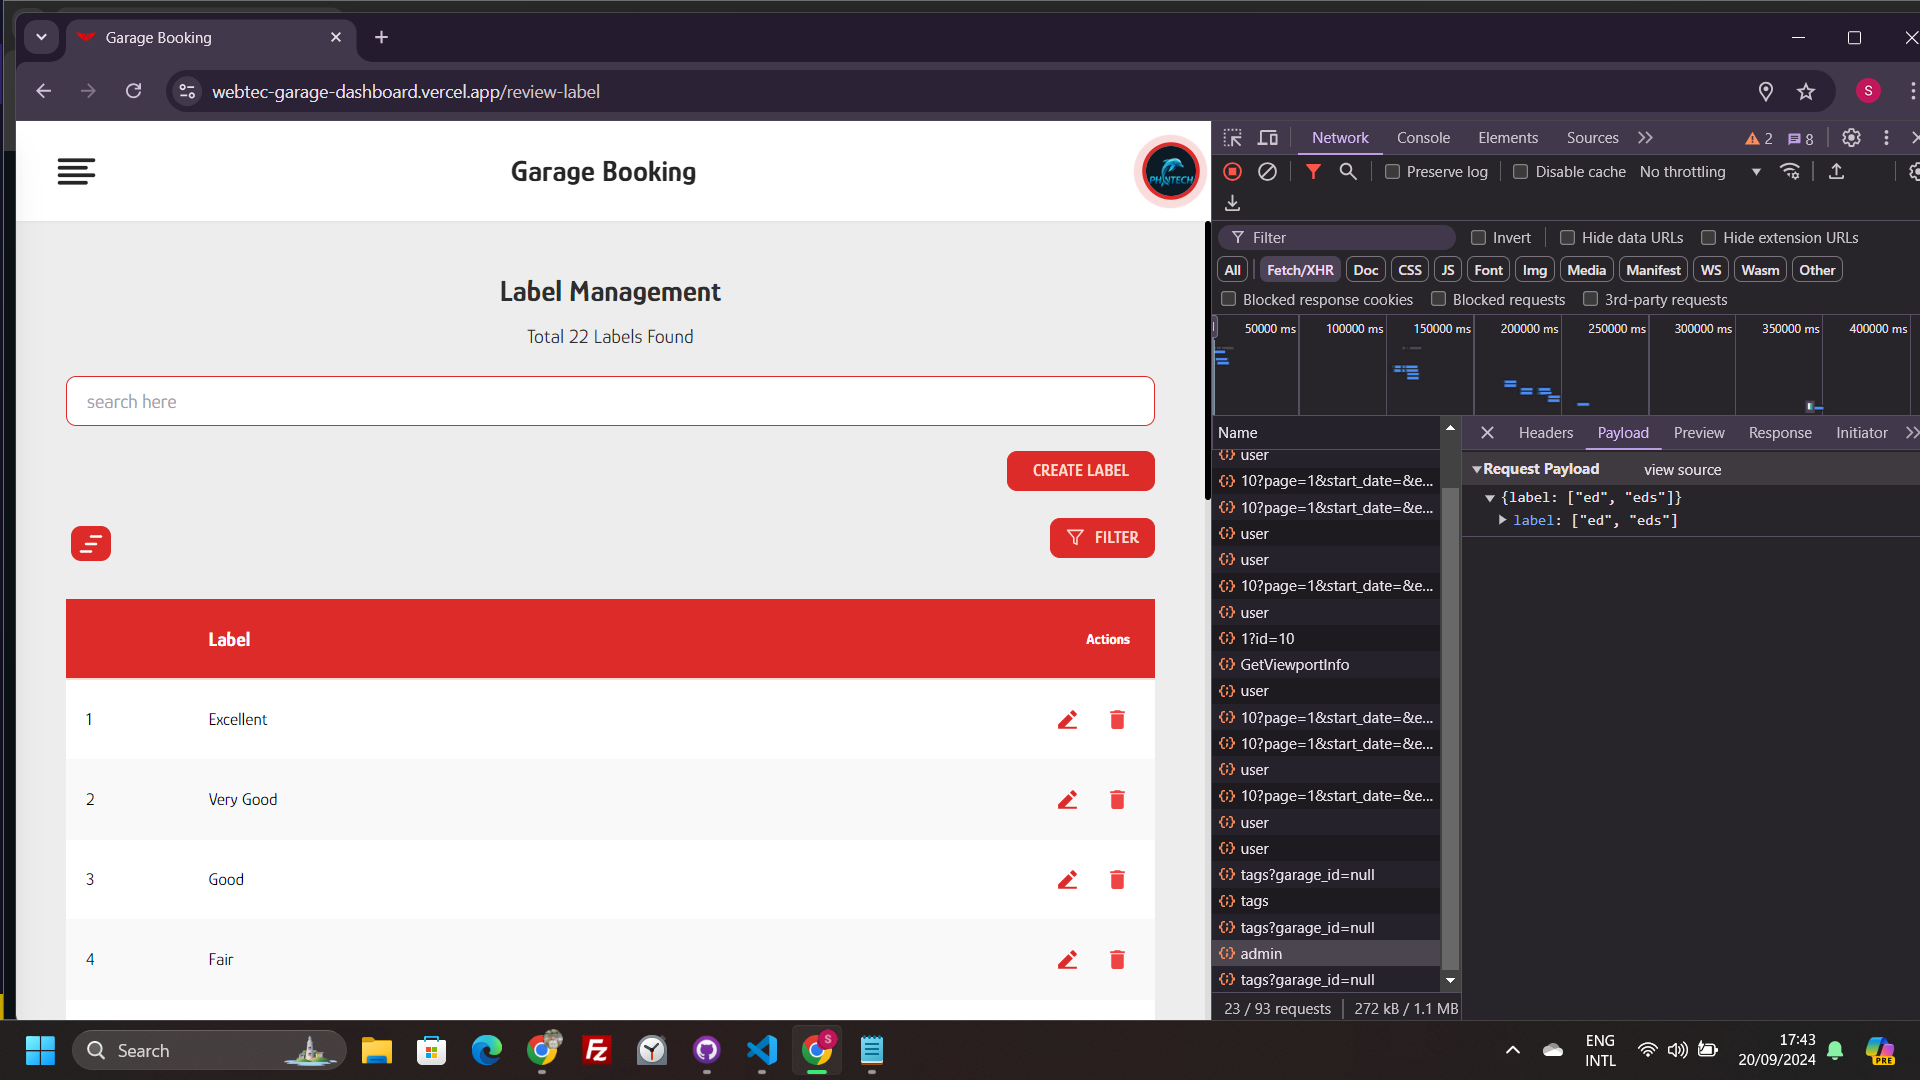 Garage Booking
webtec-garage-dashboard.vercel.app/review-label
S
Garage Booking
PHINTECH
Label Management
Total 22 Labels Found
search here
CREATE LABEL
FILTER
Label Actions
1 Excellent
2 Very Good
3 Good
4 Fair
Network Console Elements Sources 2 8
Preserve log Disable cache No throttling
Filter Invert Hide data URLs Hide extension URLs
All Fetch/XHR Doc CSS JS Font Img Media Manifest WS Wasm Other
Blocked response cookies Blocked requests 3rd-party requests
50000 ms 100000 ms 150000 ms 200000 ms 250000 ms 300000 ms 350000 ms 400000 ms
Name
user
10?page=1&start_date=&e...
10?page=1&start_date=&e...
user
user
10?page=1&start_date=&e...
user
1?id=10
GetViewportInfo
user
10?page=1&start_date=&e...
10?page=1&start_date=&e...
user
10?page=1&start_date=&e...
user
user
tags?garage_id=null
tags
tags?garage_id=null
admin
tags?garage_id=null
23 / 93 requests 272 kB / 1.1 MB
Headers Payload Preview Response Initiator
Request Payload view source
{label: ["ed", "eds"]}
label: ["ed", "eds"]
Search
Fz
S
ENG
INTL
17:43
20/09/2024
PRE